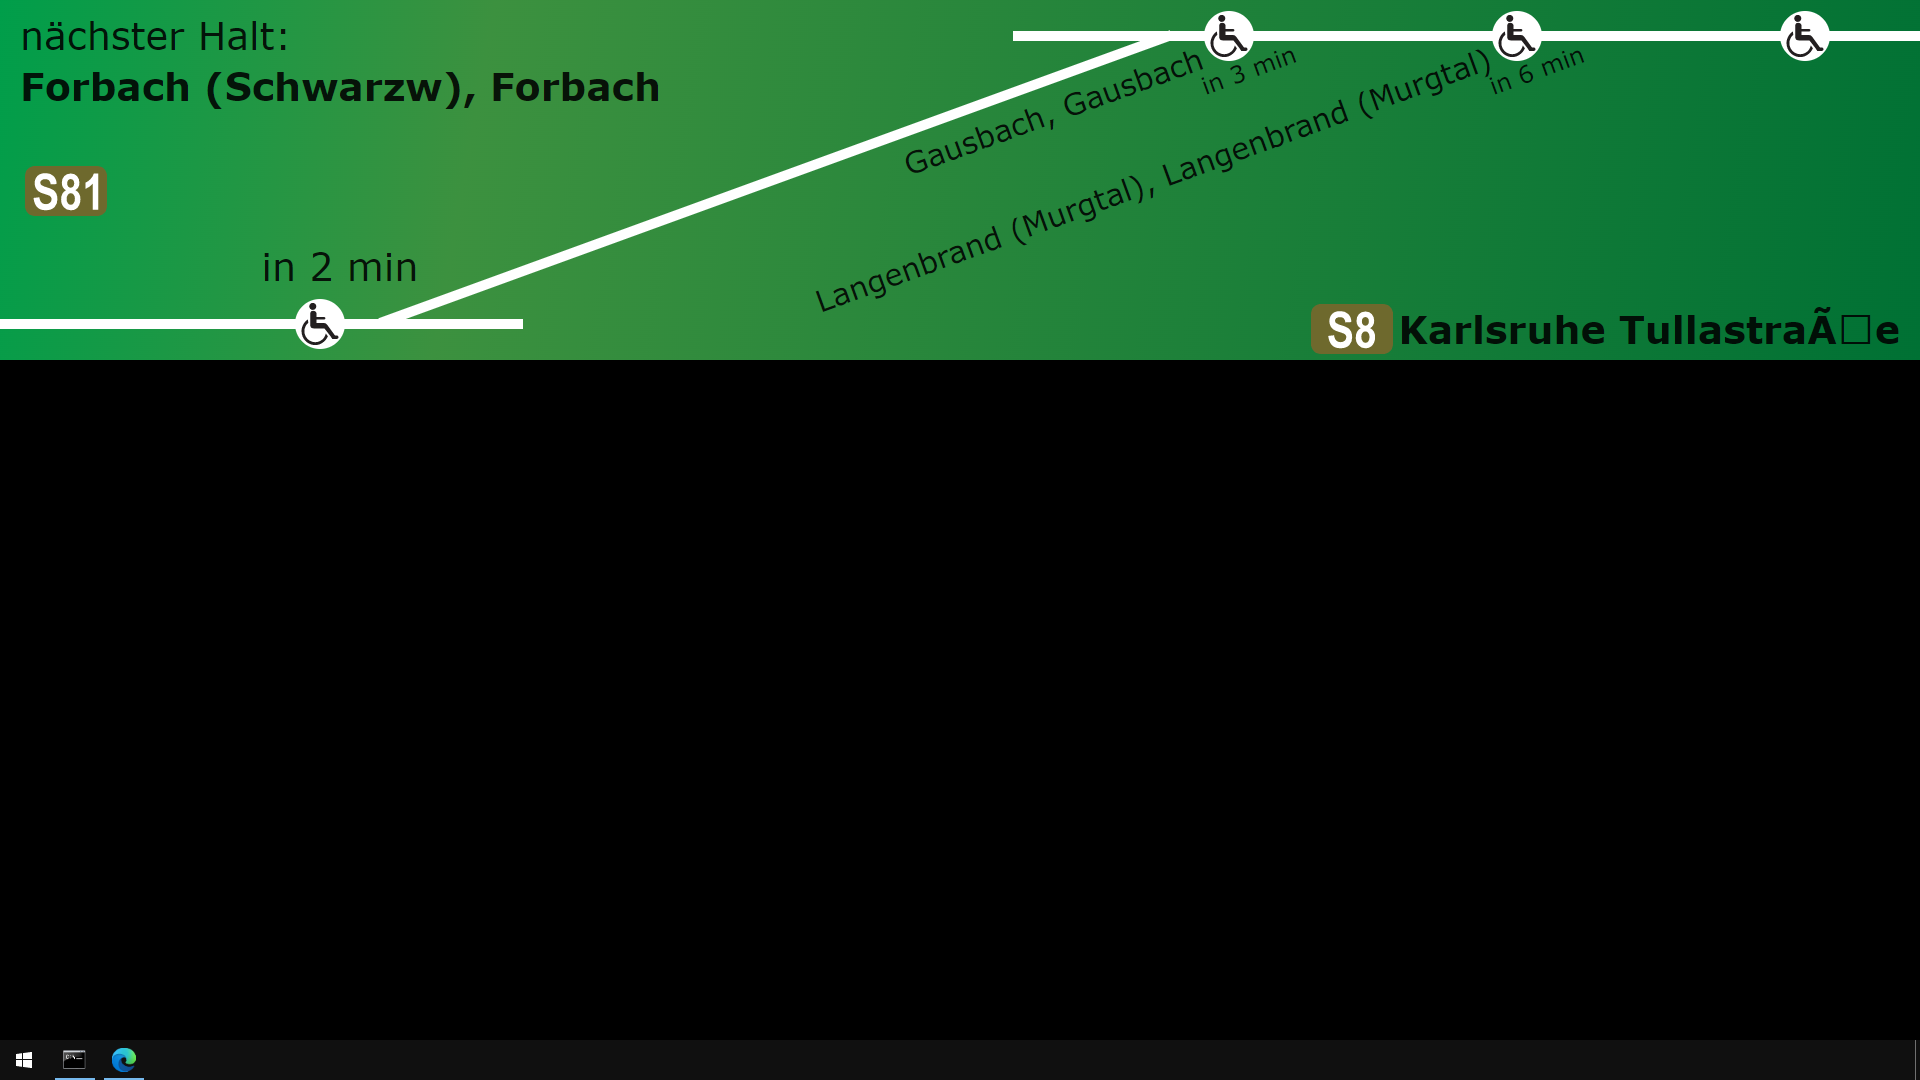 nächster Halt:
Forbach (Schwarzw), Forbach
S81
in 2 min
Gausbach, Gausbach
in 3 min
Langenbrand (Murgtal), Langenbrand (Murgtal)
in 6 min
S8 Karlsruhe TullastraÃ□e